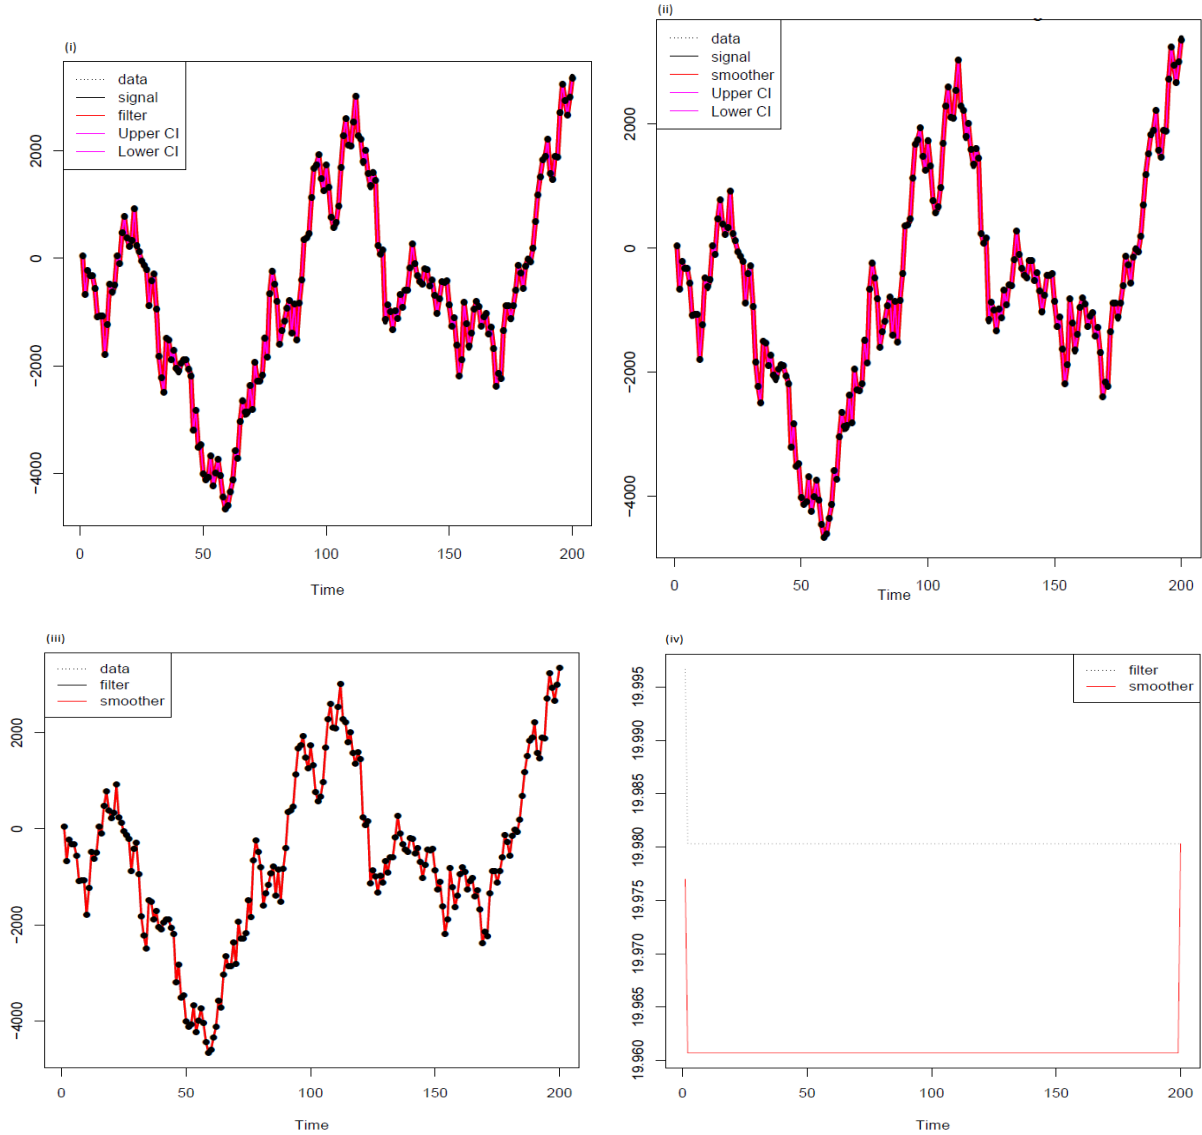 (i)
data
signal
filter
Upper CI
Lower CI
2000
0
−2000
−4000
0 50 100 150 200
Time
(ii)
data
signal
smoother
Upper CI
Lower CI
2000
0
−2000
−4000
0 50 100 150 200
Time
(iii)
data
filter
smoother
2000
0
−2000
−4000
0 50 100 150 200
Time
(iv)
filter
smoother
19.995
19.990
19.985
19.980
19.975
19.970
19.965
19.960
0 50 100 150 200
Time